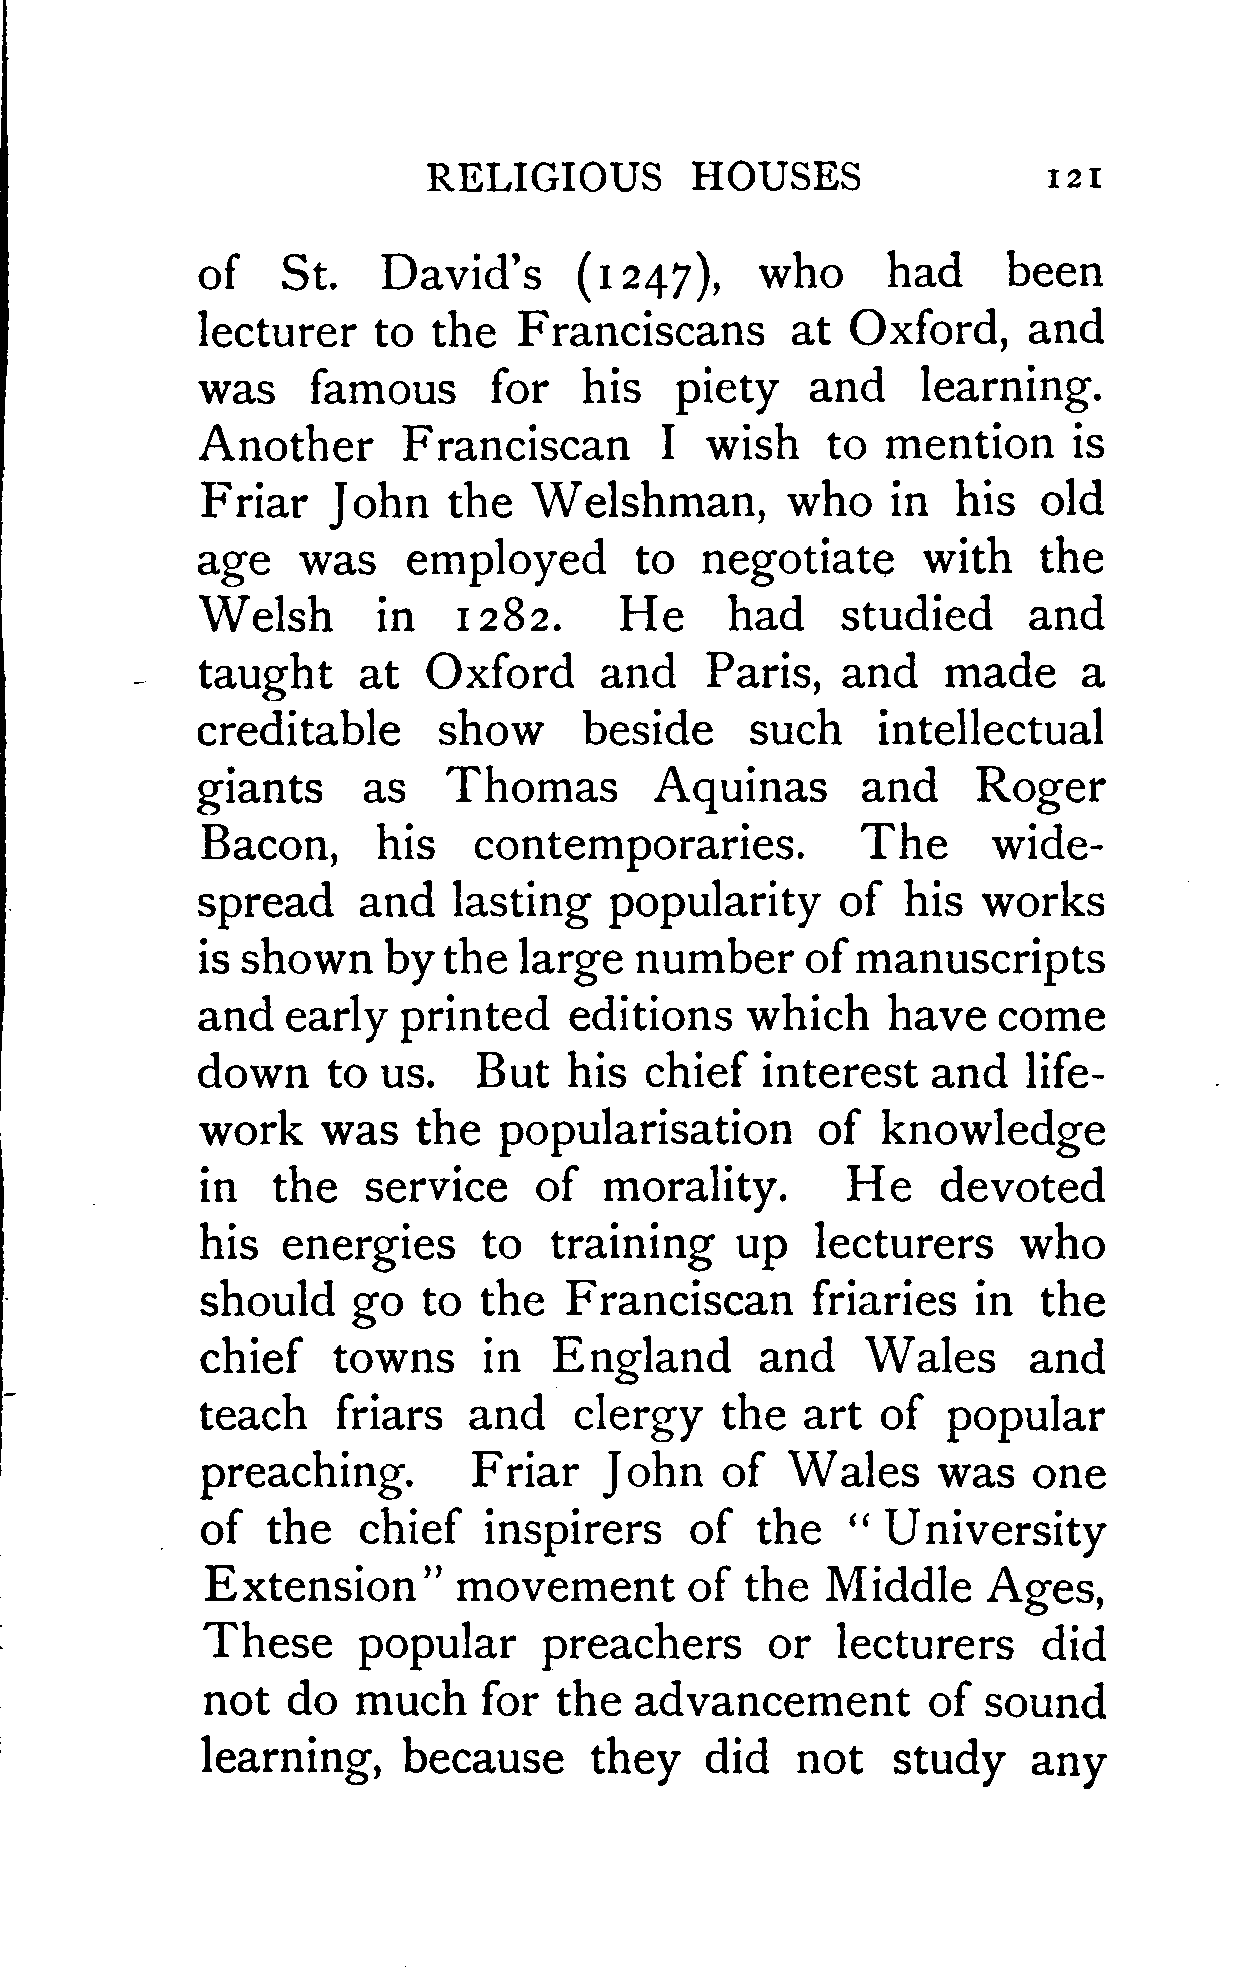 RELIGIOUS HOUSES 121
of St. David's (1247), who had been
lecturer to the Franciscans at Oxford, and
was famous for his piety and learning.
Another Franciscan I wish to mention is
Friar John the Welshman, who in his old
age was employed to negotiate with the
Welsh in 1282. He had studied and
taught at Oxford and Paris, and made a
creditable show beside such intellectual
giants as Thomas Aquinas and Roger
Bacon, his contemporaries. The wide-
spread and lasting popularity of his works
is shown by the large number of manuscripts
and early printed editions which have come
down to us. But his chief interest and life-
work was the popularisation of knowledge
in the service of morality. He devoted
his energies to training up lecturers who
should go to the Franciscan friaries in the
chief towns in England and Wales and
teach friars and clergy the art of popular
preaching. Friar John of Wales was one
of the chief inspirers of the "University
Extension" movement of the Middle Ages,
These popular preachers or lecturers did
not do much for the advancement of sound
learning, because they did not study any